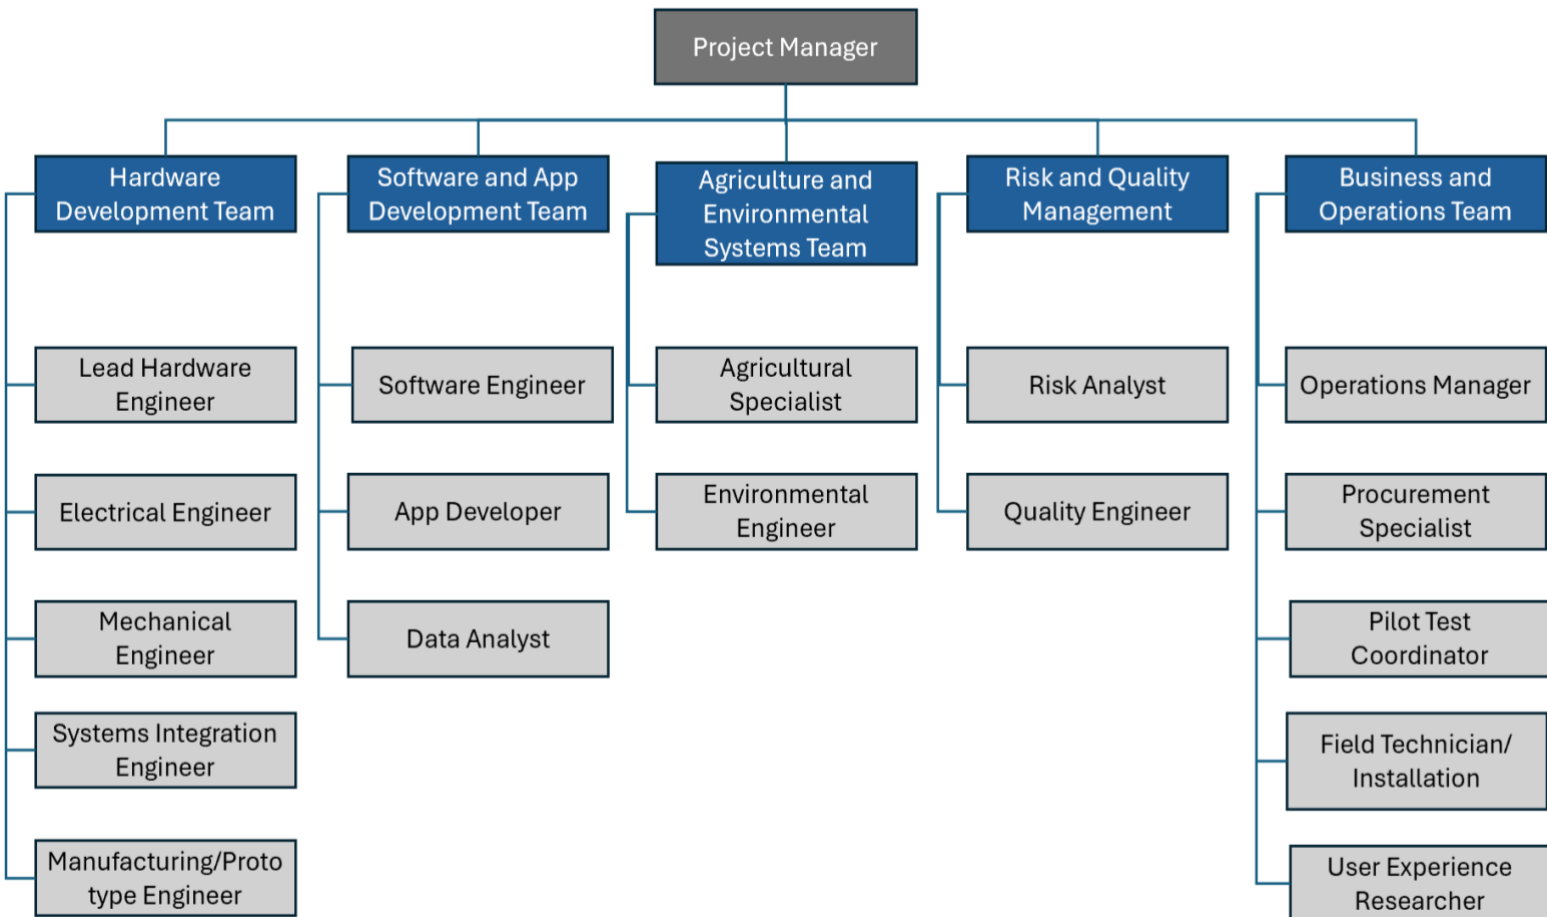 Project Manager
Hardware
Development Team
Software and App
Development Team
Agriculture and
Environmental
Systems Team
Risk and Quality
Management
Business and
Operations Team
Lead Hardware
Engineer
Software Engineer
Agricultural
Specialist
Risk Analyst
Operations Manager
Electrical Engineer
App Developer
Environmental
Engineer
Quality Engineer
Procurement
Specialist
Mechanical
Engineer
Data Analyst
Pilot Test
Coordinator
Systems Integration
Engineer
Field Technician/
Installation
Manufacturing/Proto
type Engineer
User Experience
Researcher